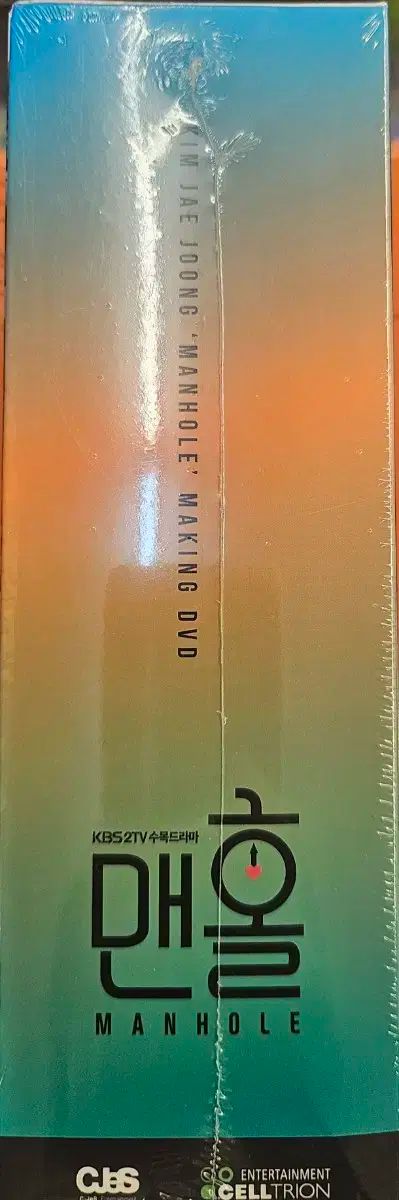 KIM JAE JOONG 'MANHOLE' MAKING DVD
KBS2TV 수목드라마
맨홀
MANHOLE
CJeS
ENTERTAINMENT
CELLTRION